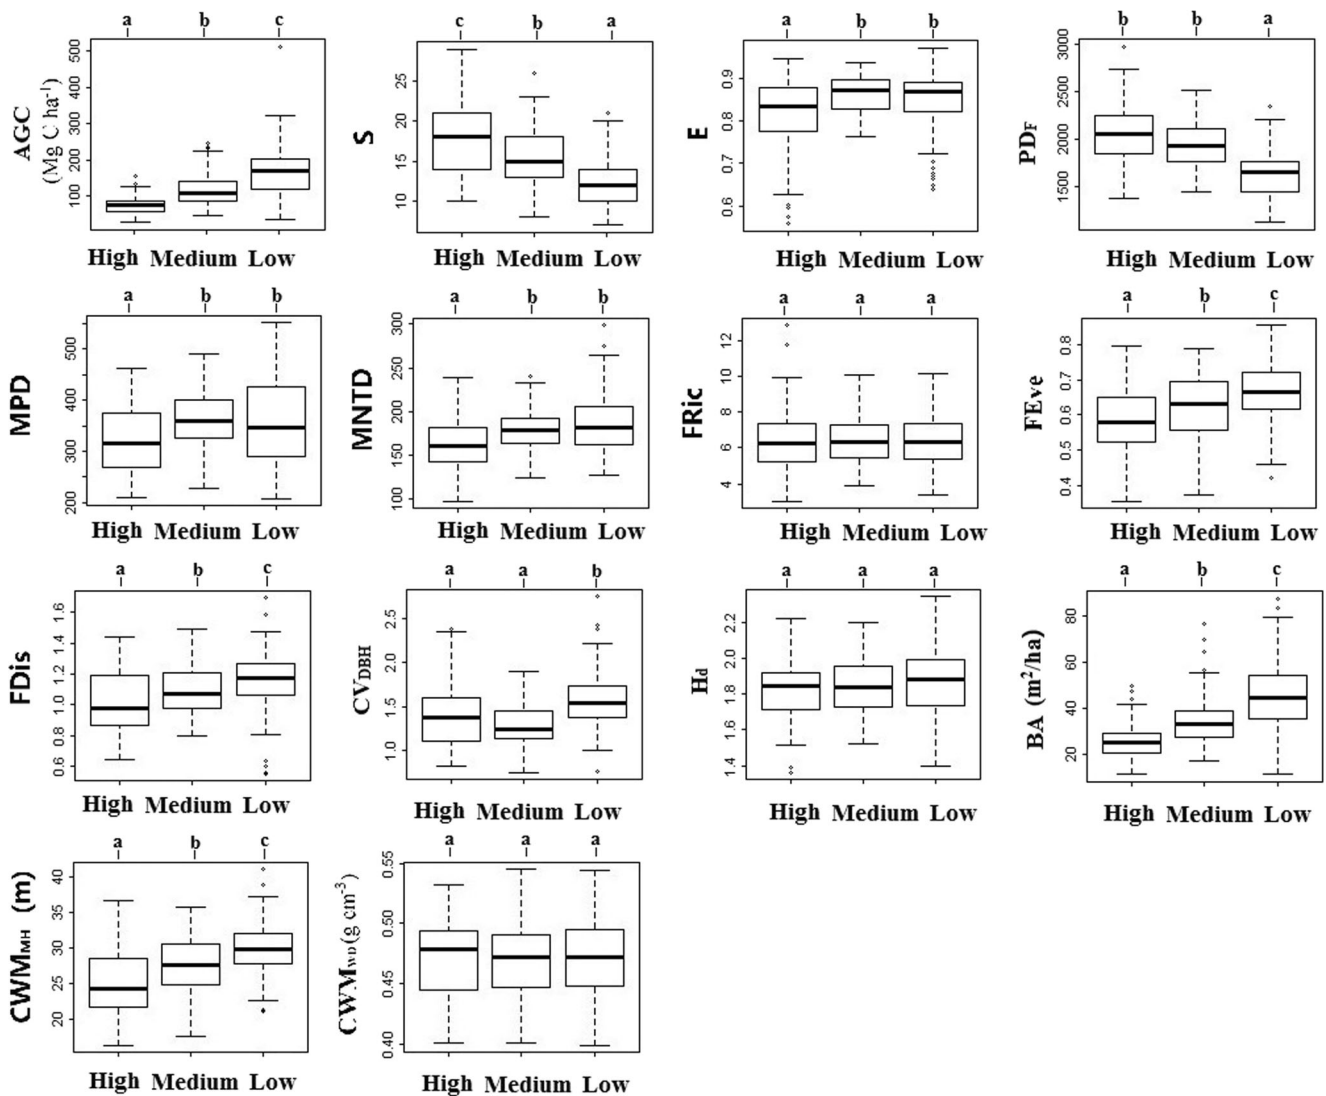 a b c
AGC
(Mg C ha⁻¹)
500
400
300
200
100
High Medium Low
c b a
S
25
20
15
10
High Medium Low
a b b
E
0.9
0.8
0.7
0.6
High Medium Low
b b a
PDF
3000
2500
2000
1500
High Medium Low
a b b
MPD
500
400
300
200
High Medium Low
a b b
MNTD
300
250
200
150
100
High Medium Low
a a a
FRic
12
10
8
6
4
High Medium Low
a b c
FEve
0.8
0.7
0.6
0.5
0.4
High Medium Low
a b c
FDis
1.6
1.4
1.2
1.0
0.8
0.6
High Medium Low
a a b
CVDBH
2.5
2.0
1.5
1.0
High Medium Low
a a a
Hd
2.2
2.0
1.8
1.6
1.4
High Medium Low
a b c
BA (m²/ha)
80
60
40
20
High Medium Low
a b c
CWMMH (m)
40
35
30
25
20
High Medium Low
a a a
CWMWD (g cm⁻³)
0.55
0.50
0.45
0.40
High Medium Low